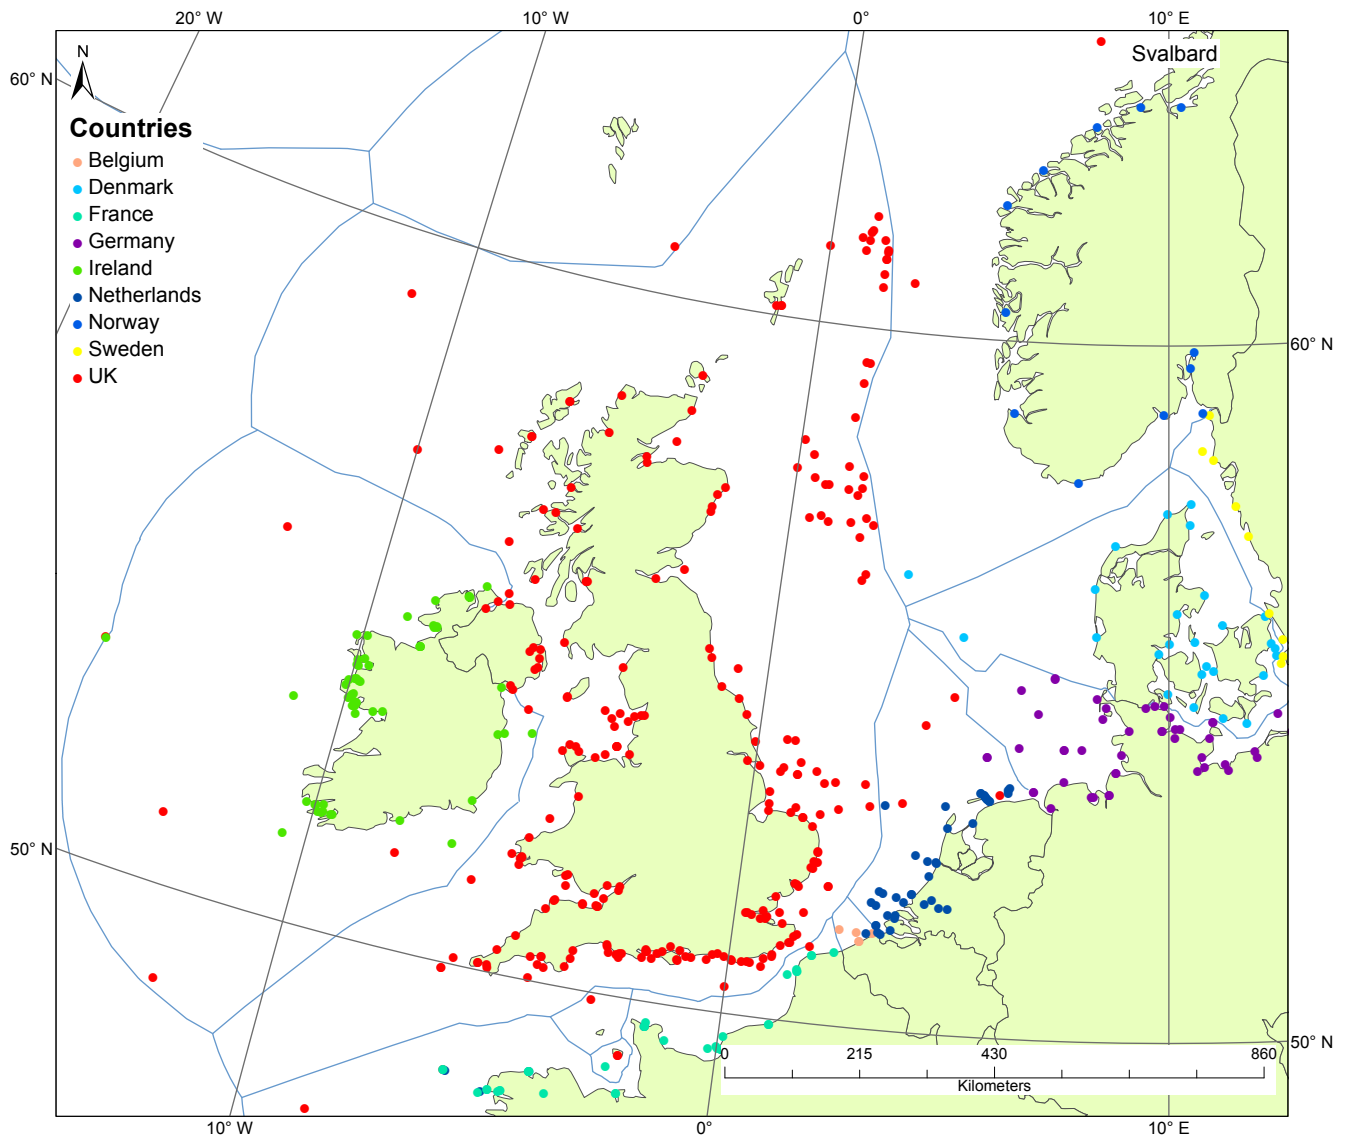 20° W 10° W 0° 10° E
Svalbard
N
60° N
Countries
Belgium
Denmark
France
Germany
Ireland
Netherlands
Norway
Sweden
UK
60° N
50° N
50° N
0 215 430 860
Kilometers
10° W 0° 10° E